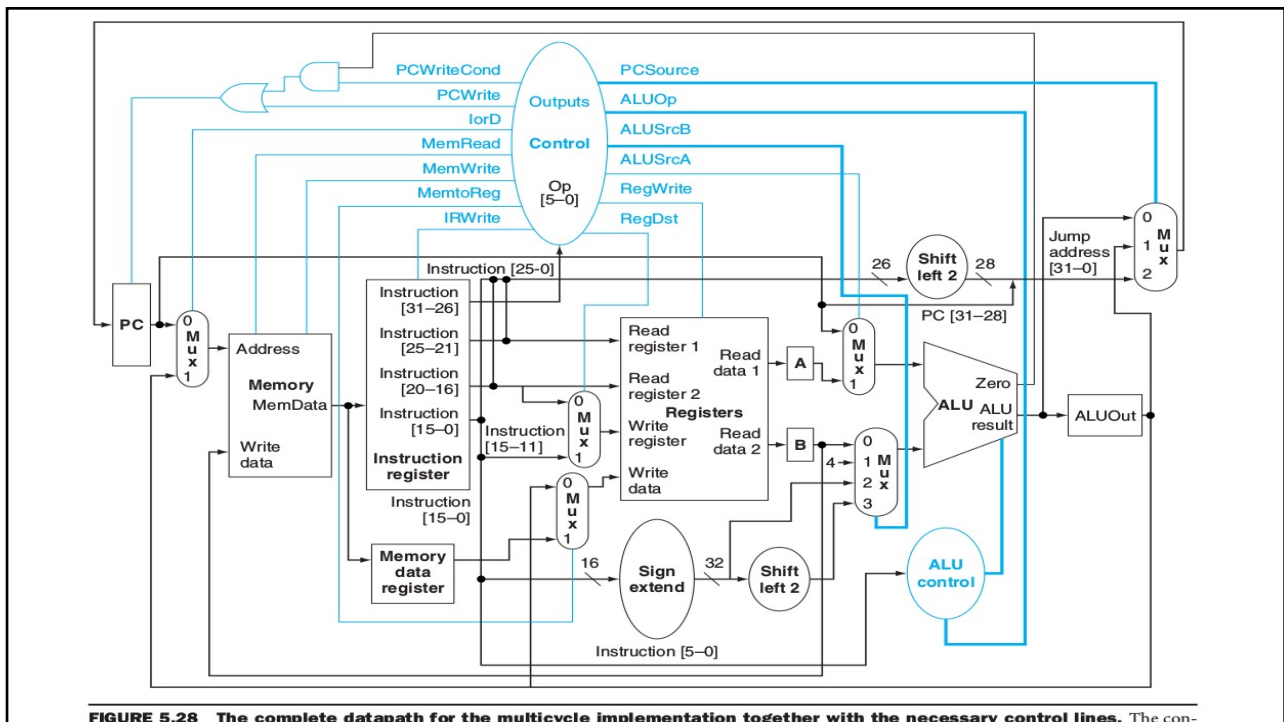 PCWriteCond
PCWrite
IorD
MemRead
MemWrite
MemtoReg
IRWrite
Outputs
Control
Op
[5–0]
PCSource
ALUOp
ALUSrcB
ALUSrcA
RegWrite
RegDst
PC
0
Mux
1
Address
Memory
MemData
Write
data
Instruction [25-0]
Instruction
[31–26]
Instruction
[25–21]
Instruction
[20–16]
Instruction
[15–0]
Instruction
register
Instruction
[15–0]
Memory
data
register
Instruction
[15–11]
0
Mux
1
0
Mux
1
Read
register 1
Read
register 2
Registers
Write
register
Write
data
Read
data 1
Read
data 2
A
B
16
Sign
extend
32
Shift
left 2
Instruction [5–0]
26
Shift
left 2
28
Jump
address
[31–0]
PC [31–28]
0
Mux
1
4
0
1
2
3
Mux
Zero
ALU
ALU
result
ALUOut
ALU
control
0
1
2
Mux
FIGURE 5.28 The complete datapath for the multicycle implementation together with the necessary control lines. The con-